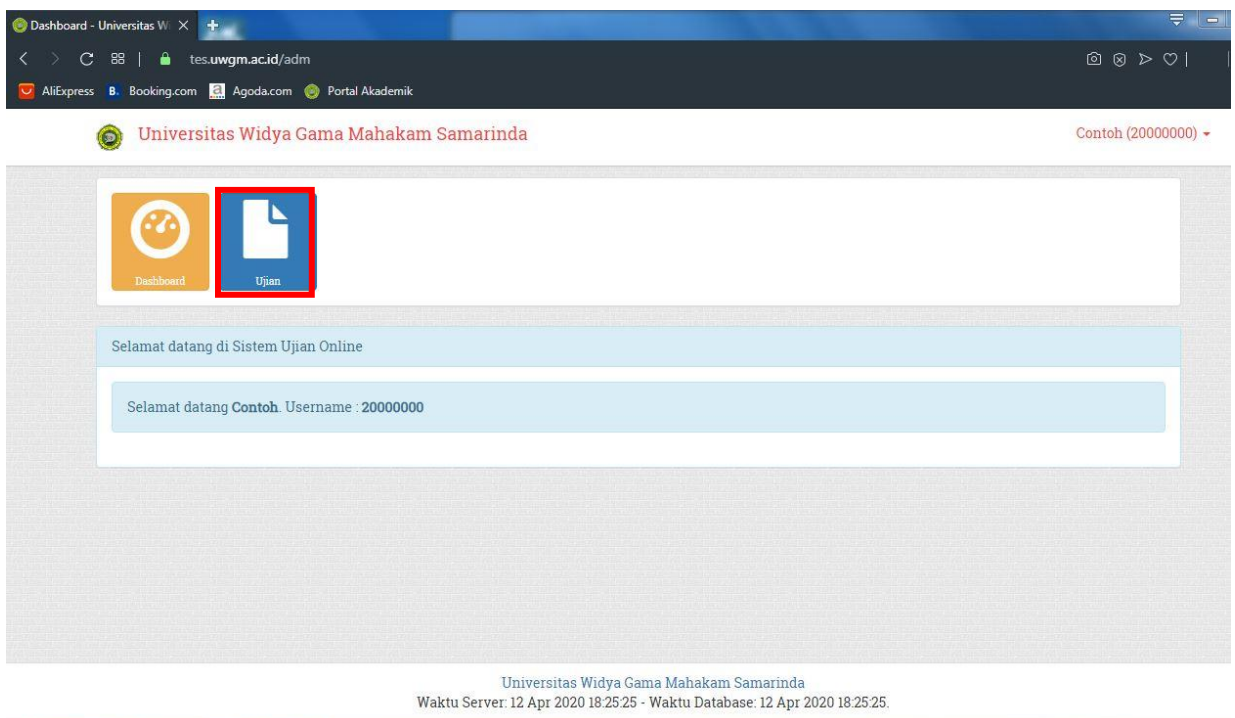 Dashboard - Universitas W
tes.uwgm.ac.id/adm
AliExpress B. Booking.com a Agoda.com Portal Akademik
Universitas Widya Gama Mahakam Samarinda
Contoh (20000000)
Dashboard
Ujian
Selamat datang di Sistem Ujian Online
Selamat datang Contoh. Username : 20000000
Universitas Widya Gama Mahakam Samarinda
Waktu Server: 12 Apr 2020 18:25:25 - Waktu Database: 12 Apr 2020 18:25:25.